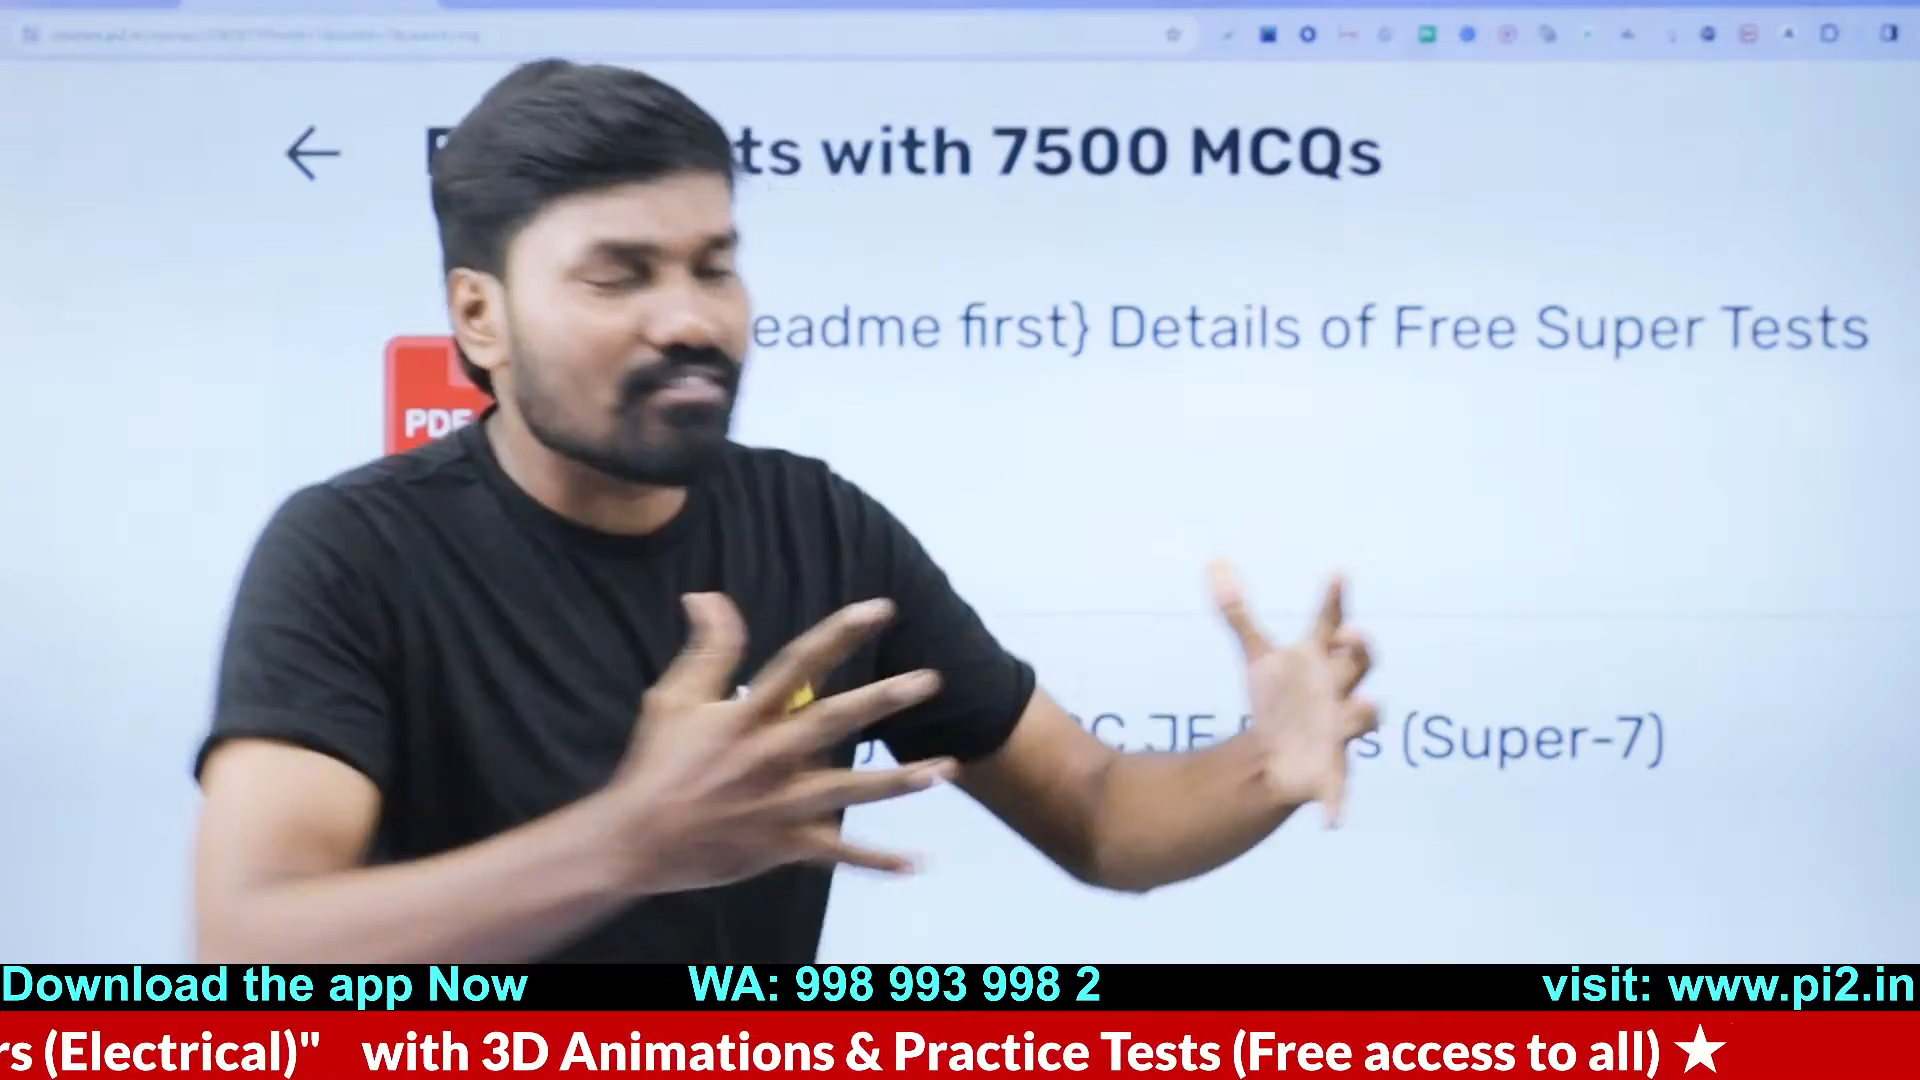 ts with 7500 MCQs
eadme first} Details of Free Super Tests
PDF
C JE s (Super-7)
Download the app Now WA: 998 993 998 2 visit: www.pi2.in
rs (Electrical)" with 3D Animations & Practice Tests (Free access to all) ★